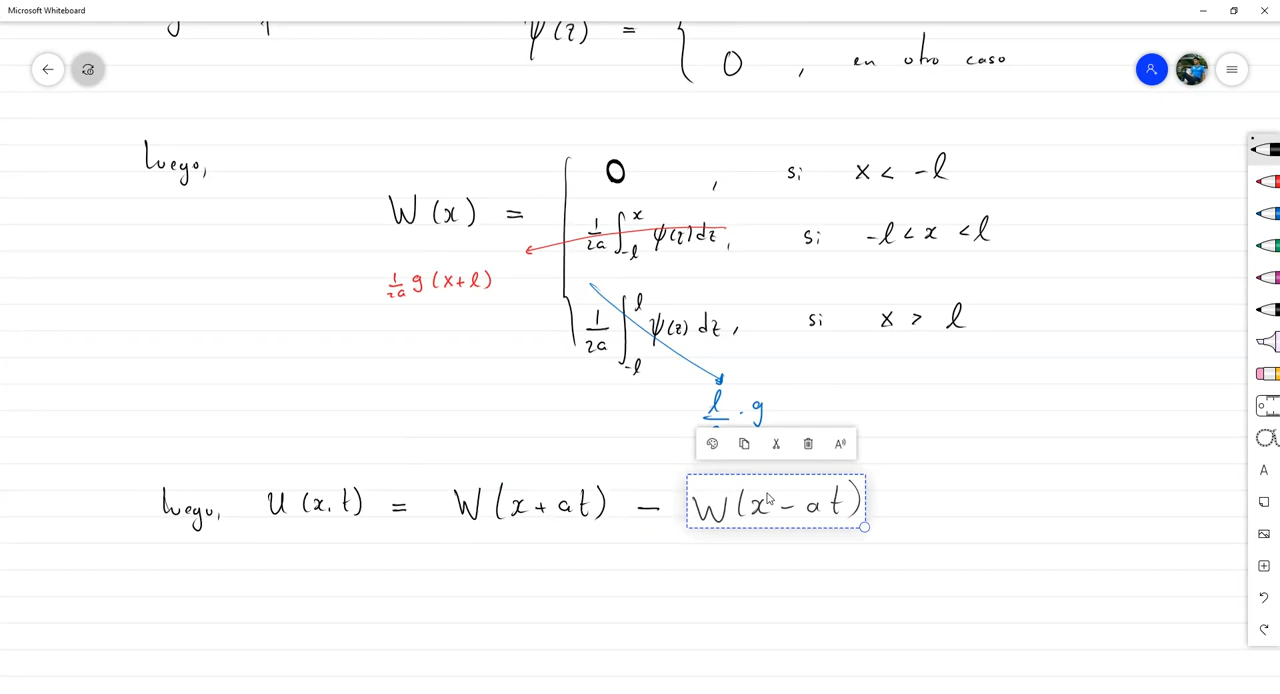 Microsoft Whiteboard
ψ(z) = {
0 , en otro caso
luego,
W(x) = { 0 , si x < -l
1/2a ∫_{-l}^{x} ψ(z) dz, si -l < x < l
1/2a g(x+l)
1/2a ∫_{-l}^{l} ψ(z) dz, si x > l
l/ · g
luego, u(x,t) = W(x+at) - W(x-at)
A